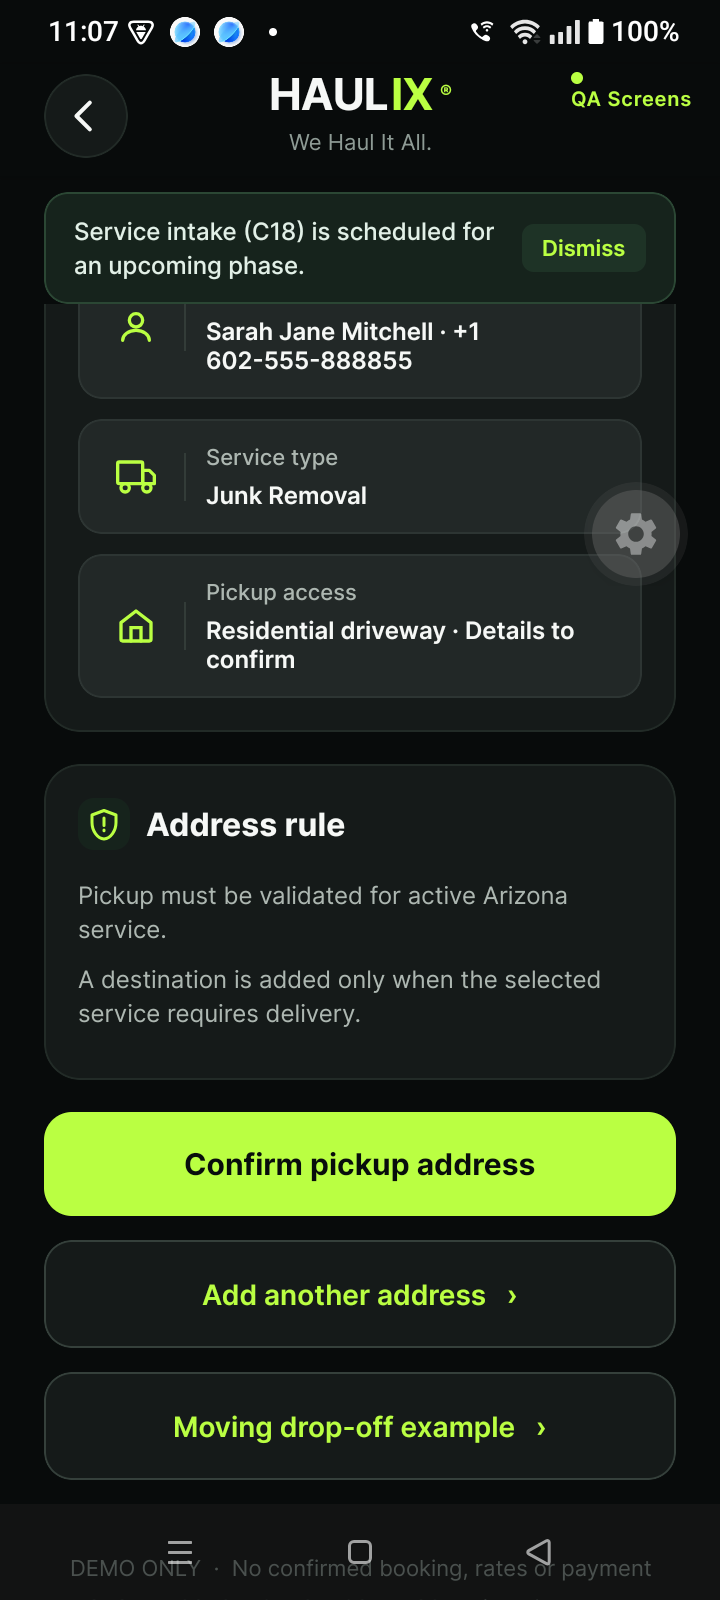 11:07
100%
HAULIX ®
QA Screens
We Haul It All.
Service intake (C18) is scheduled for
an upcoming phase.
Dismiss
Sarah Jane Mitchell · +1
602-555-888855
Service type
Junk Removal
Pickup access
Residential driveway · Details to
confirm
Address rule
Pickup must be validated for active Arizona
service.
A destination is added only when the selected
service requires delivery.
Confirm pickup address
Add another address ›
Moving drop-off example ›
DEMO ONLY · No confirmed booking, rates or payment